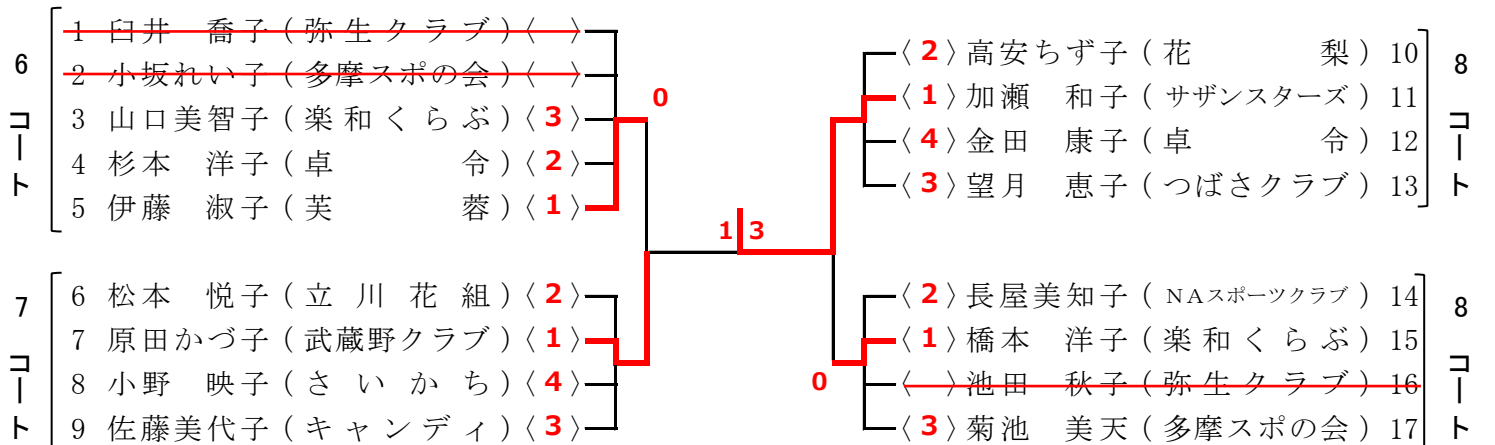 6コート
1 臼井 喬子(弥生クラブ)〈 〉
2 小坂れい子(多摩スポの会)〈 〉
3 山口美智子(楽和くらぶ)〈3〉
4 杉本 洋子(卓 令)〈2〉
5 伊藤 淑子(芙 蓉)〈1〉
0
7コート
6 松本 悦子(立川花組)〈2〉
7 原田かづ子(武蔵野クラブ)〈1〉
8 小野 映子(さいかち)〈4〉
9 佐藤美代子(キャンディ)〈3〉
1 3
〈2〉高安ちず子(花 梨)10
〈1〉加瀬 和子(サザンスターズ)11
〈4〉金田 康子(卓 令)12
〈3〉望月 恵子(つばさクラブ)13
8コート
〈2〉長屋美知子(NAスポーツクラブ)14
〈1〉橋本 洋子(楽和くらぶ)15
0
〈 〉池田 秋子(弥生クラブ)16
〈3〉菊池 美天(多摩スポの会)17
8コート